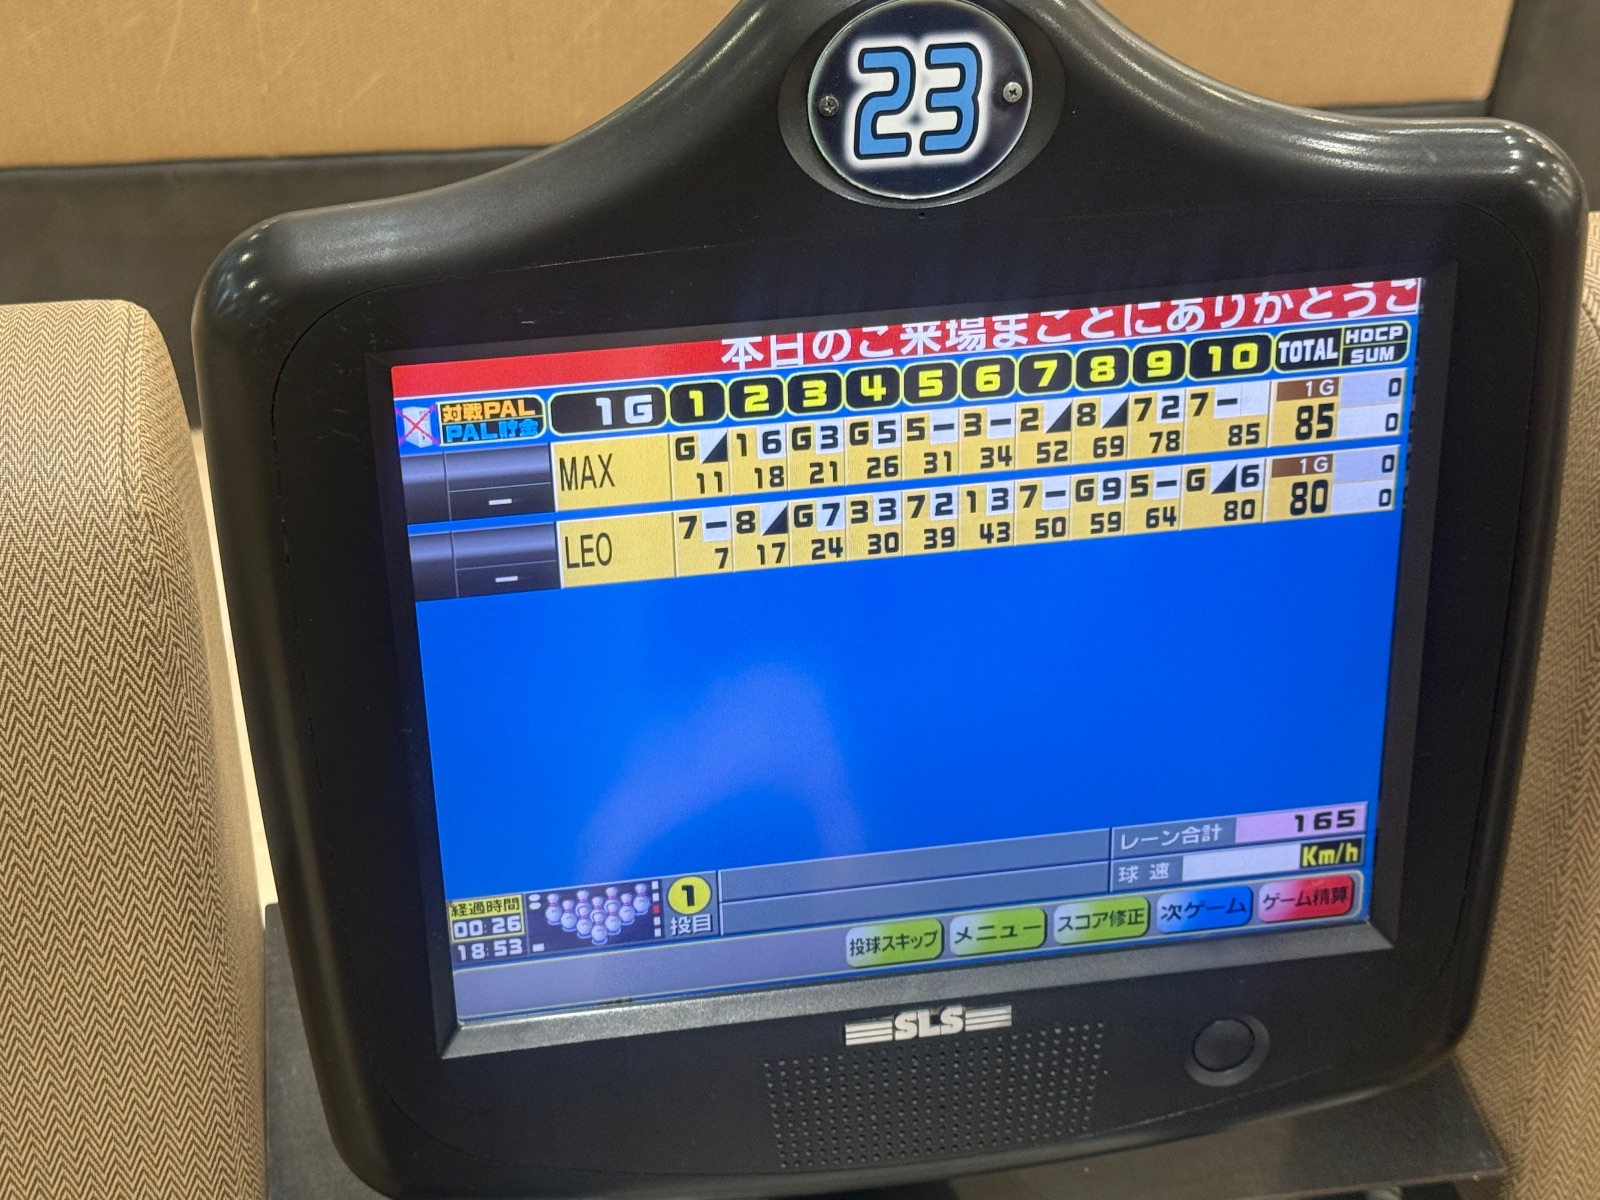 23
本日のご来場まことにありがとうご
対戦PAL
PAL貯金
1G 1 2 3 4 5 6 7 8 9 10 TOTAL HDCP
SUM
MAX G ◢ 1 6 G 3 G 5 5 - 3 - 2 ◢ 8 ◢ 7 2 7 - 1G 0
11 18 21 26 31 34 52 69 78 85 85 0
LEO 7 - 8 ◢ G 7 3 3 7 2 1 3 7 - G 9 5 - G ◢ 6 1G 0
7 17 24 30 39 43 50 59 64 80 80 0
レーン合計 165
球速 Km/h
経過時間
00:26
18:53
1
投目
投球スキップ メニュー スコア修正 次ゲーム ゲーム精算
SLS